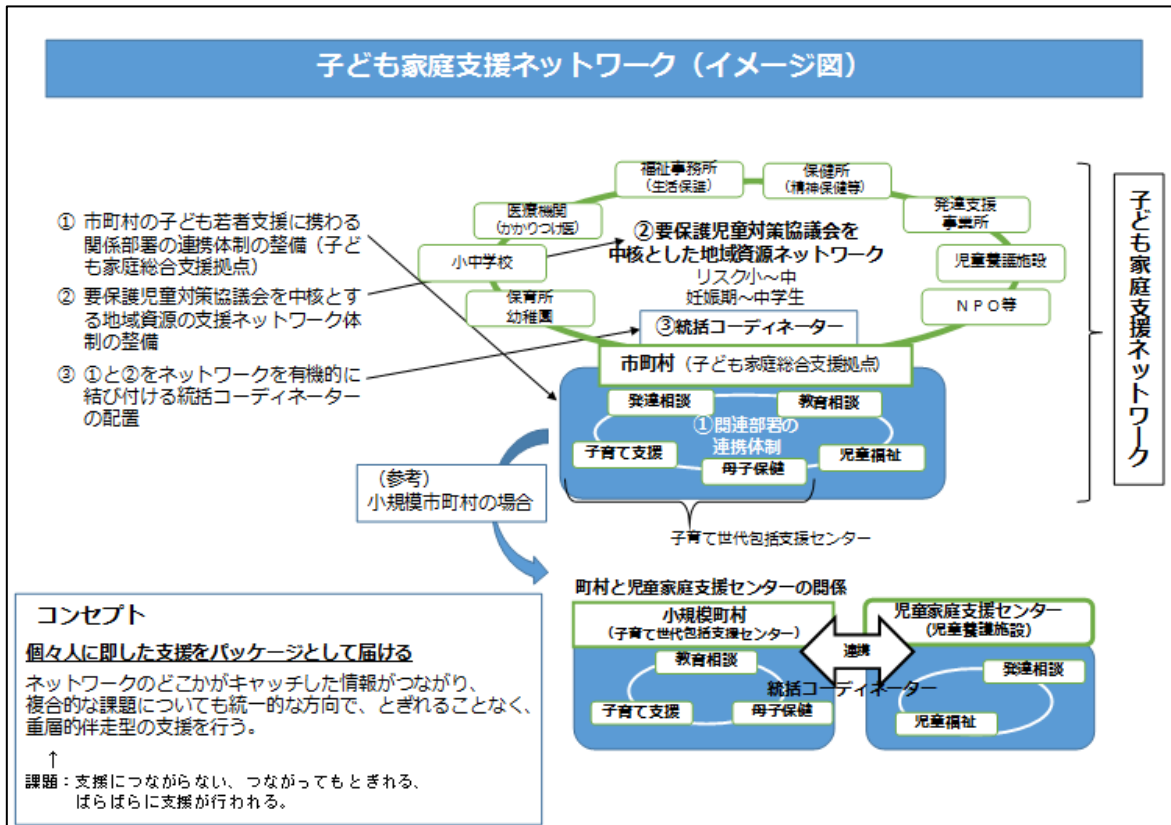 子ども家庭支援ネットワーク（イメージ図）
① 市町村の子ども若者支援に携わる
関係部署の連携体制の整備（子ど
も家庭総合支援拠点）
② 要保護児童対策協議会を中核とす
る地域資源の支援ネットワーク体
制の整備
③ ①と②をネットワークを有機的に
結び付ける統括コーディネーター
の配置
福祉事務所
（生活保護）
保健所
（精神保健等）
医療機関
（かかりつけ医）
発達支援
事業所
小中学校
児童養護施設
保育所
幼稚園
ＮＰＯ等
②要保護児童対策協議会を
中核とした地域資源ネットワーク
リスク小～中
妊娠期～中学生
③統括コーディネーター
市町村（子ども家庭総合支援拠点）
発達相談
教育相談
①関連部署の
連携体制
子育て支援
児童福祉
母子保健
子育て世代包括支援センター
子ども家庭支援ネットワーク
（参考）
小規模市町村の場合
町村と児童家庭支援センターの関係
小規模町村
（子育て世代包括支援センター）
教育相談
子育て支援
母子保健
連携
統括コーディネーター
児童家庭支援センター
（児童養護施設）
発達相談
児童福祉
コンセプト
個々人に即した支援をパッケージとして届ける
ネットワークのどこかがキャッチした情報がつながり、
複合的な課題についても統一的な方向で、とぎれることなく、
重層的伴走型の支援を行う。
↑
課題：支援につながらない、つながってもとぎれる、
ばらばらに支援が行われる。